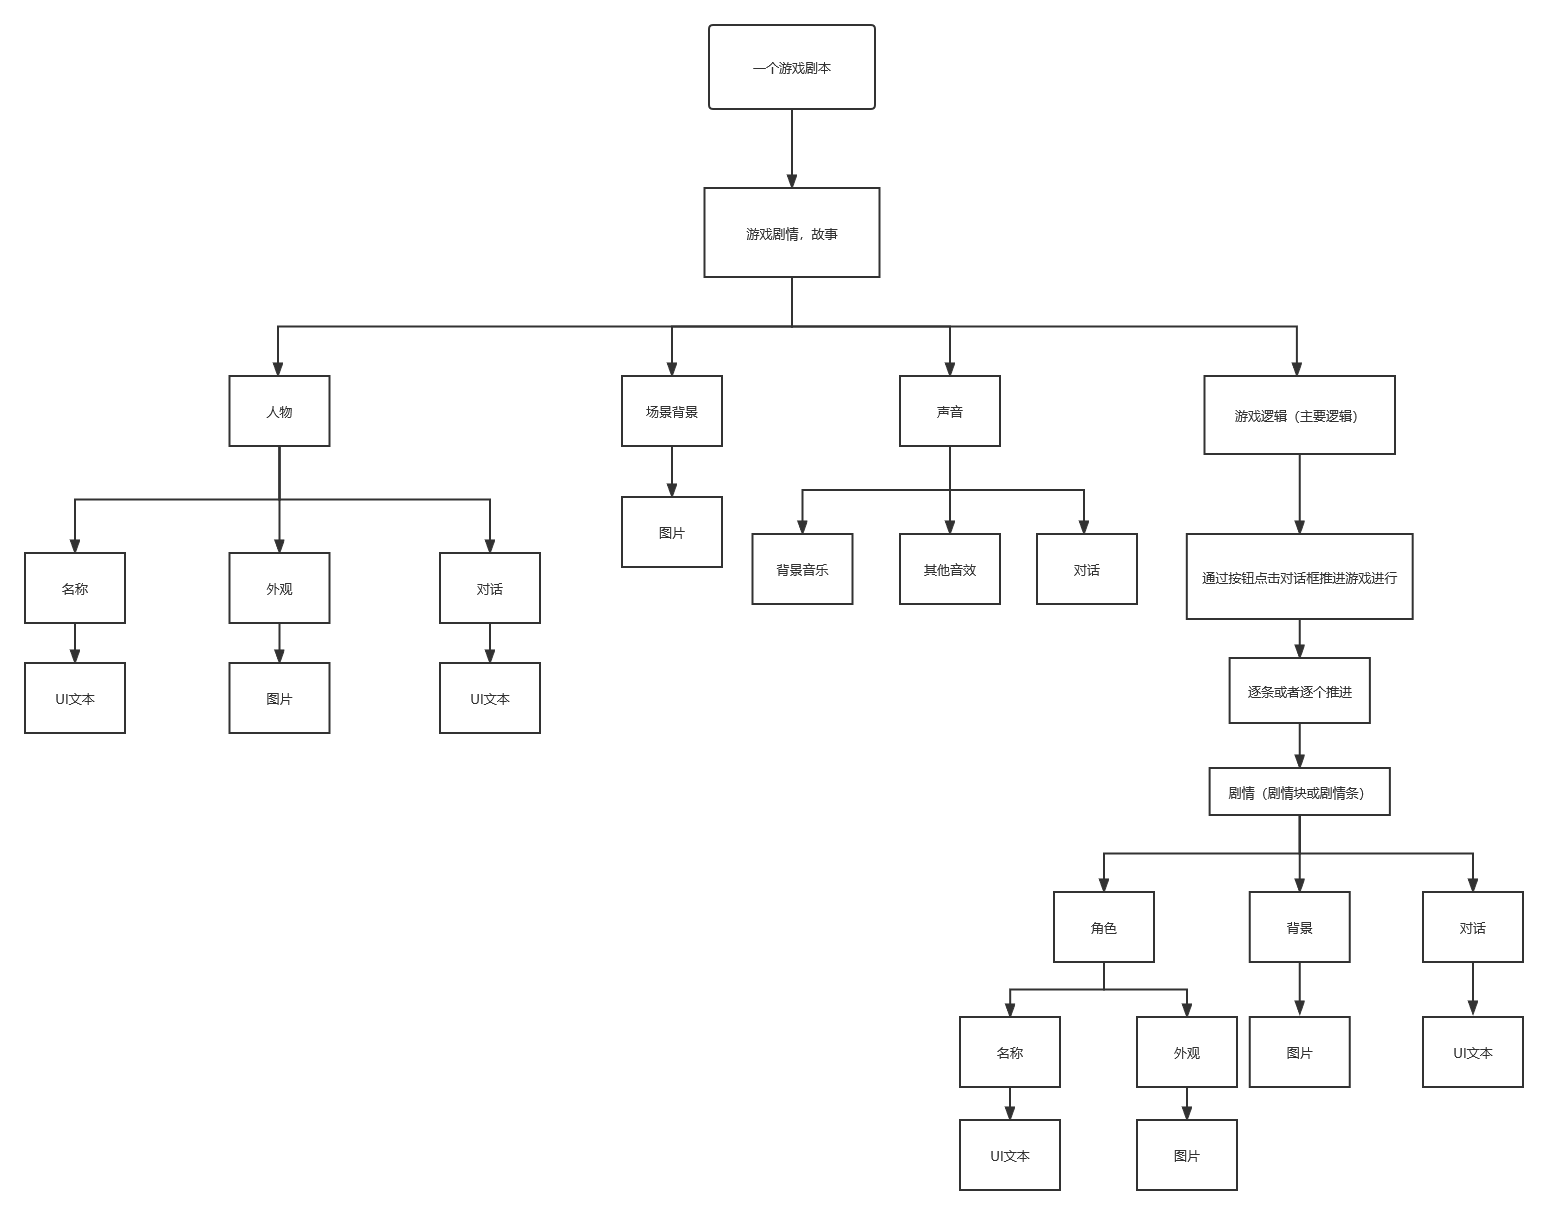 一个游戏剧本
游戏剧情，故事
人物
场景背景
声音
游戏逻辑（主要逻辑）
图片
背景音乐
其他音效
对话
通过按钮点击对话框推进游戏进行
名称
外观
对话
UI文本
图片
UI文本
逐条或者逐个推进
剧情（剧情块或剧情条）
角色
背景
对话
名称
外观
图片
UI文本
UI文本
图片